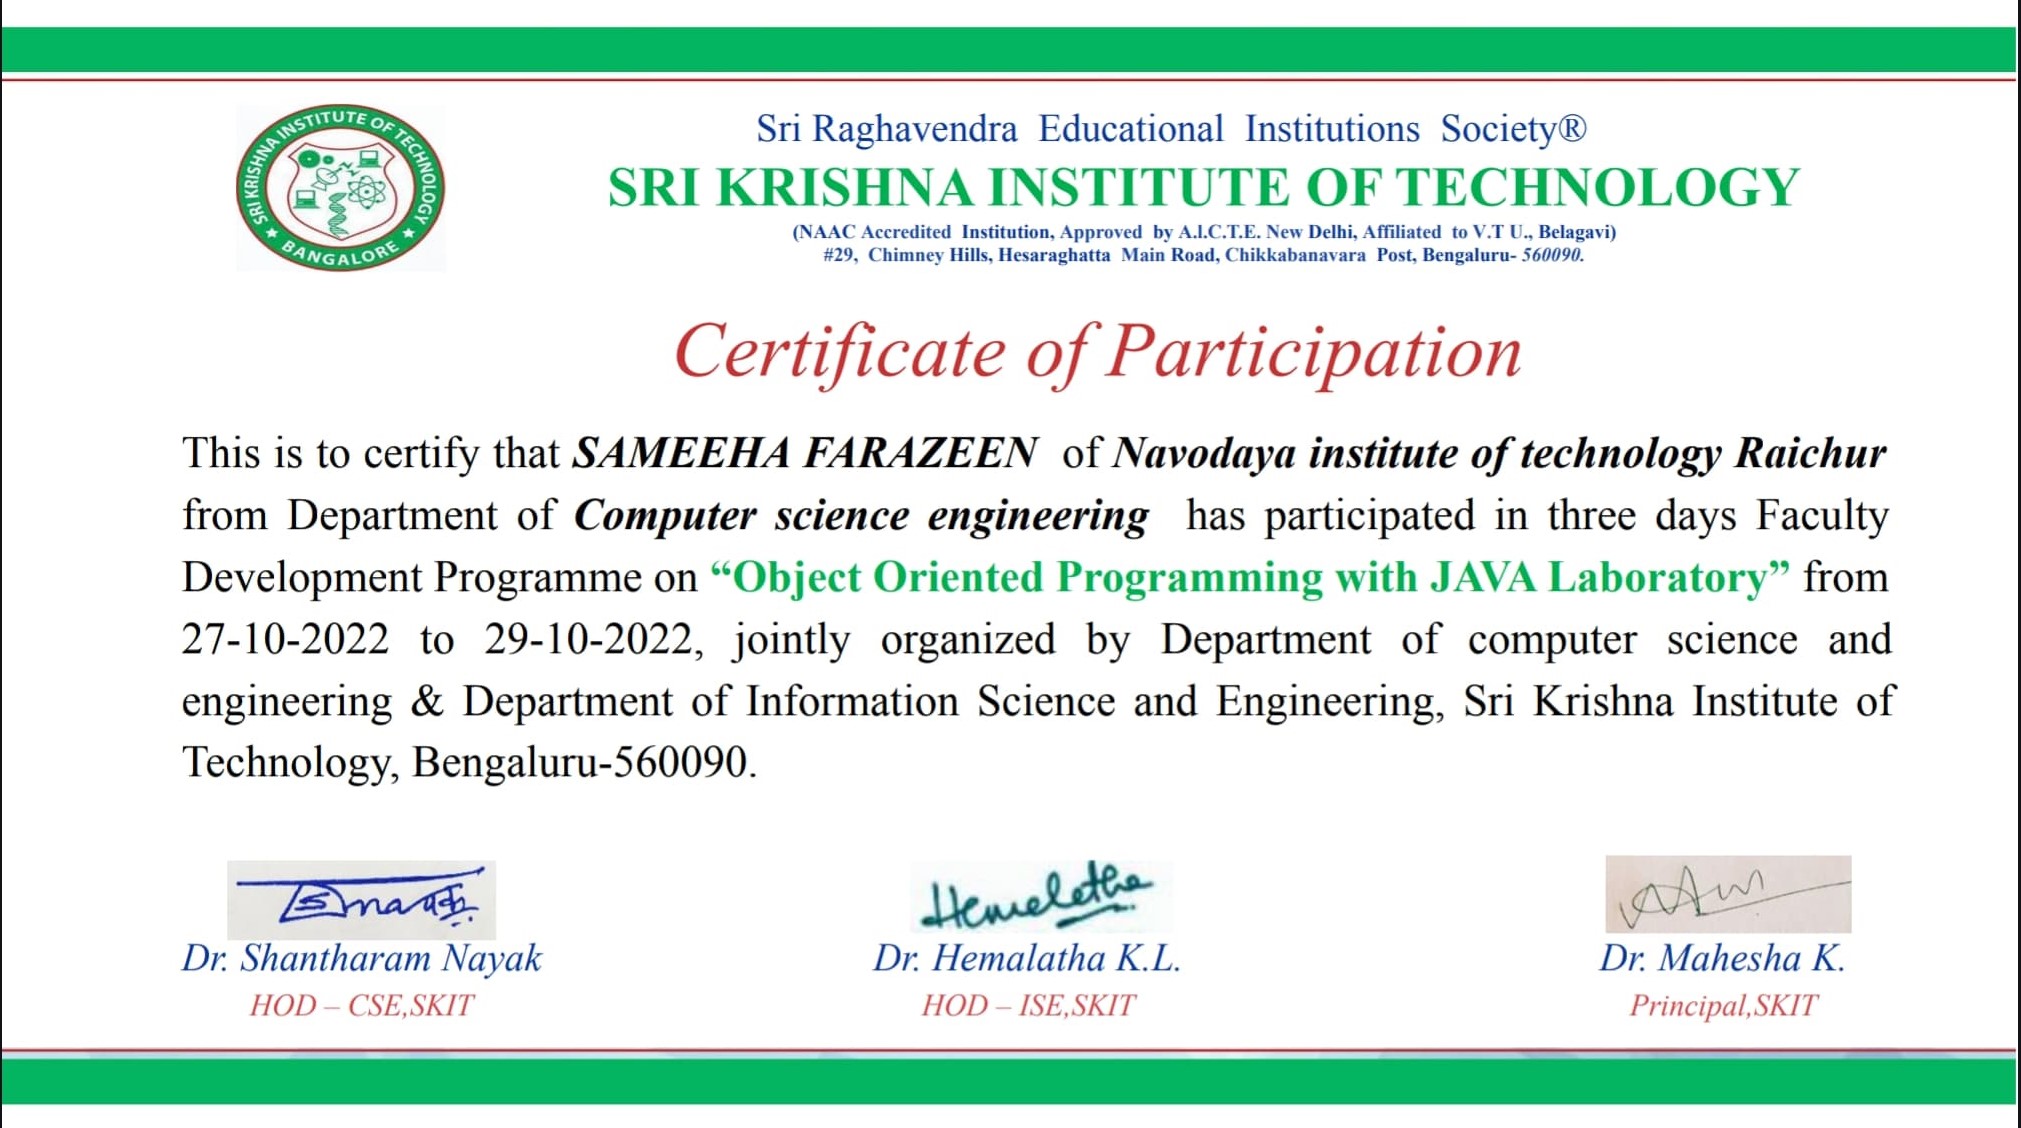 SRI KRISHNA INSTITUTE OF TECHNOLOGY
★ BANGALORE ★
Sri Raghavendra Educational Institutions Society®
SRI KRISHNA INSTITUTE OF TECHNOLOGY
(NAAC Accredited Institution, Approved by A.I.C.T.E. New Delhi, Affiliated to V.T U., Belagavi)
#29, Chimney Hills, Hesaraghatta Main Road, Chikkabanavara Post, Bengaluru- 560090.
Certificate of Participation
This is to certify that SAMEEHA FARAZEEN of Navodaya institute of technology Raichur
from Department of Computer science engineering has participated in three days Faculty
Development Programme on “Object Oriented Programming with JAVA Laboratory” from
27-10-2022 to 29-10-2022, jointly organized by Department of computer science and
engineering & Department of Information Science and Engineering, Sri Krishna Institute of
Technology, Bengaluru-560090.
Hemelatha
Dr. Shantharam Nayak Dr. Hemalatha K.L. Dr. Mahesha K.
HOD – CSE,SKIT HOD – ISE,SKIT Principal,SKIT